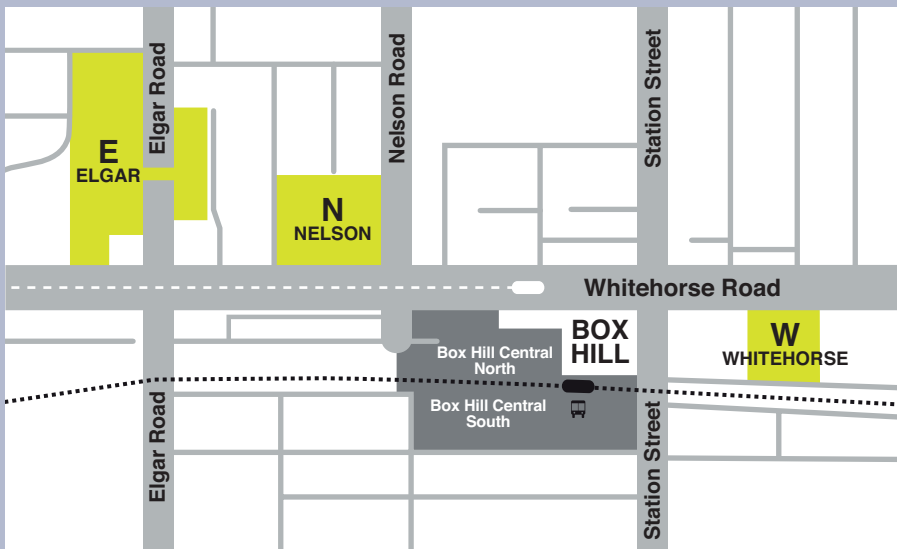 Elgar Road
Nelson Road
Station Street
E
ELGAR
N
NELSON
Whitehorse Road
BOX
HILL
W
WHITEHORSE
Box Hill Central
North
Box Hill Central
South
Elgar Road
Station Street